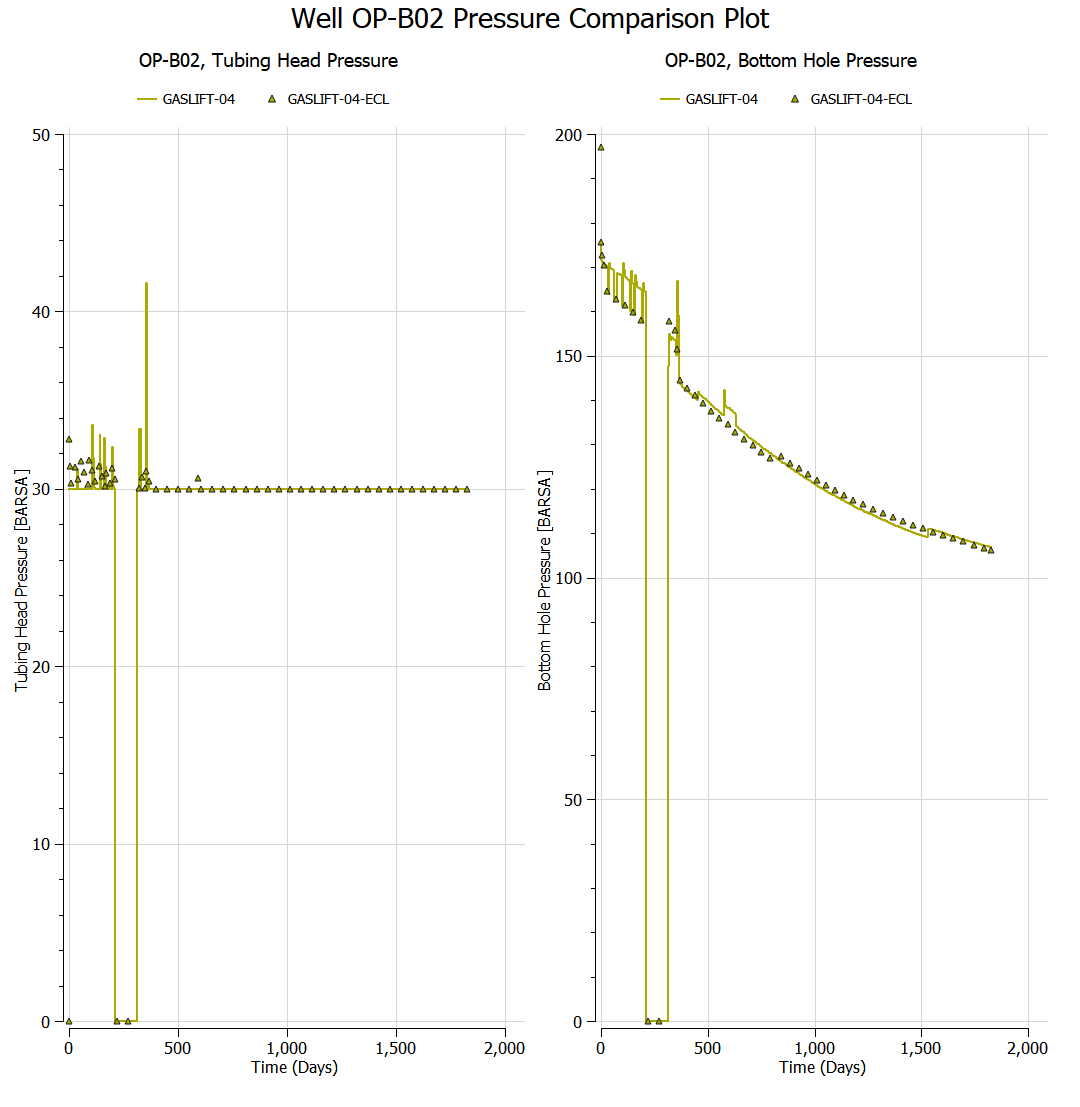 Well OP-B02 Pressure Comparison Plot
OP-B02, Tubing Head Pressure
GASLIFT-04 GASLIFT-04-ECL
50
40
30
20
10
0
Tubing Head Pressure [BARSA]
0 500 1,000 1,500 2,000
Time (Days)
OP-B02, Bottom Hole Pressure
GASLIFT-04 GASLIFT-04-ECL
200
150
100
50
0
Bottom Hole Pressure [BARSA]
0 500 1,000 1,500 2,000
Time (Days)